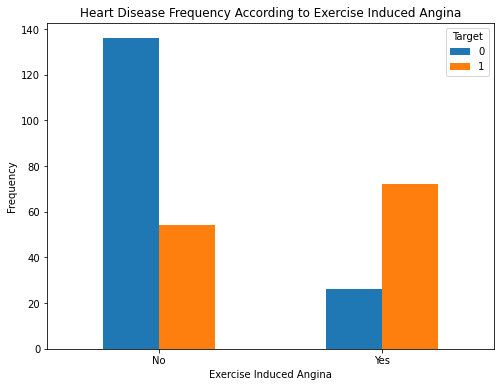 Heart Disease Frequency According to Exercise Induced Angina
Target
0
1
140
120
100
80
60
40
20
0
Frequency
No
Yes
Exercise Induced Angina